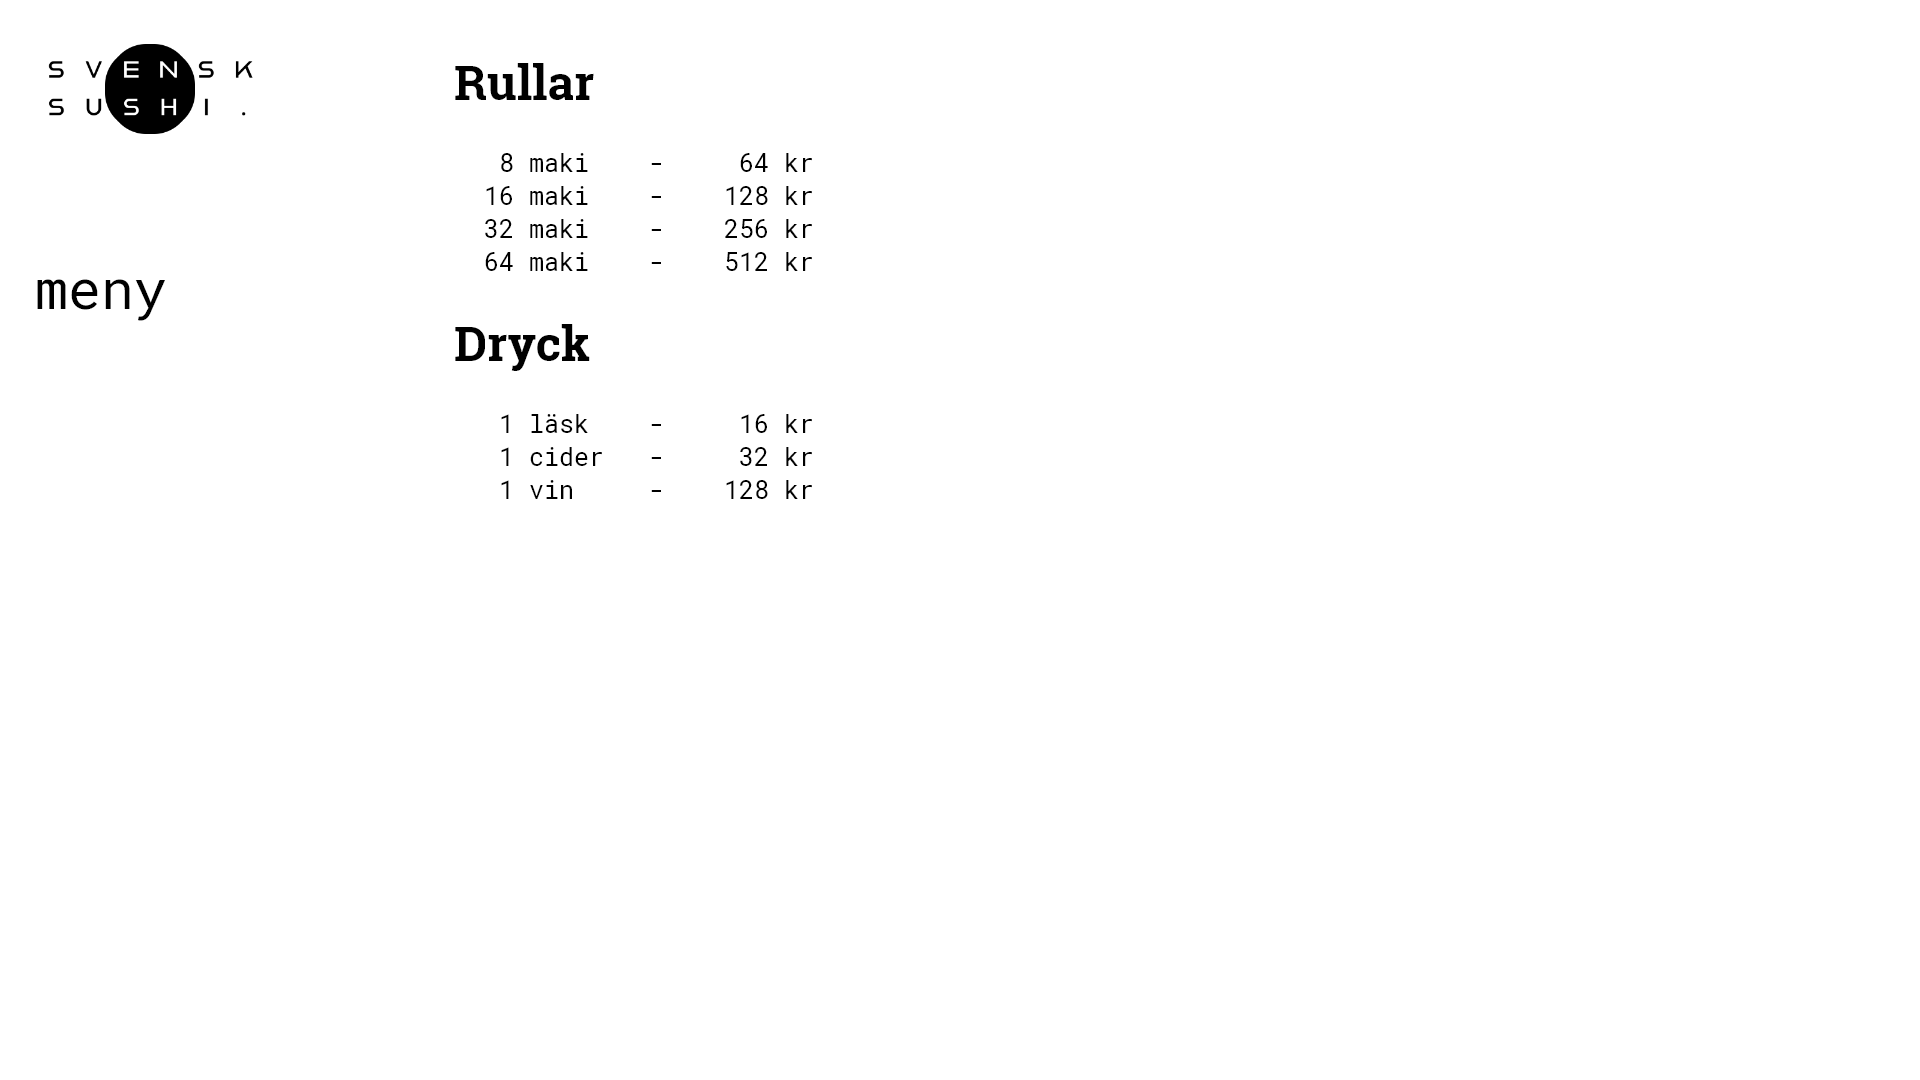 SVENSK
SUSHI.
meny
Rullar
8 maki - 64 kr
16 maki - 128 kr
32 maki - 256 kr
64 maki - 512 kr
Dryck
1 läsk - 16 kr
1 cider - 32 kr
1 vin - 128 kr